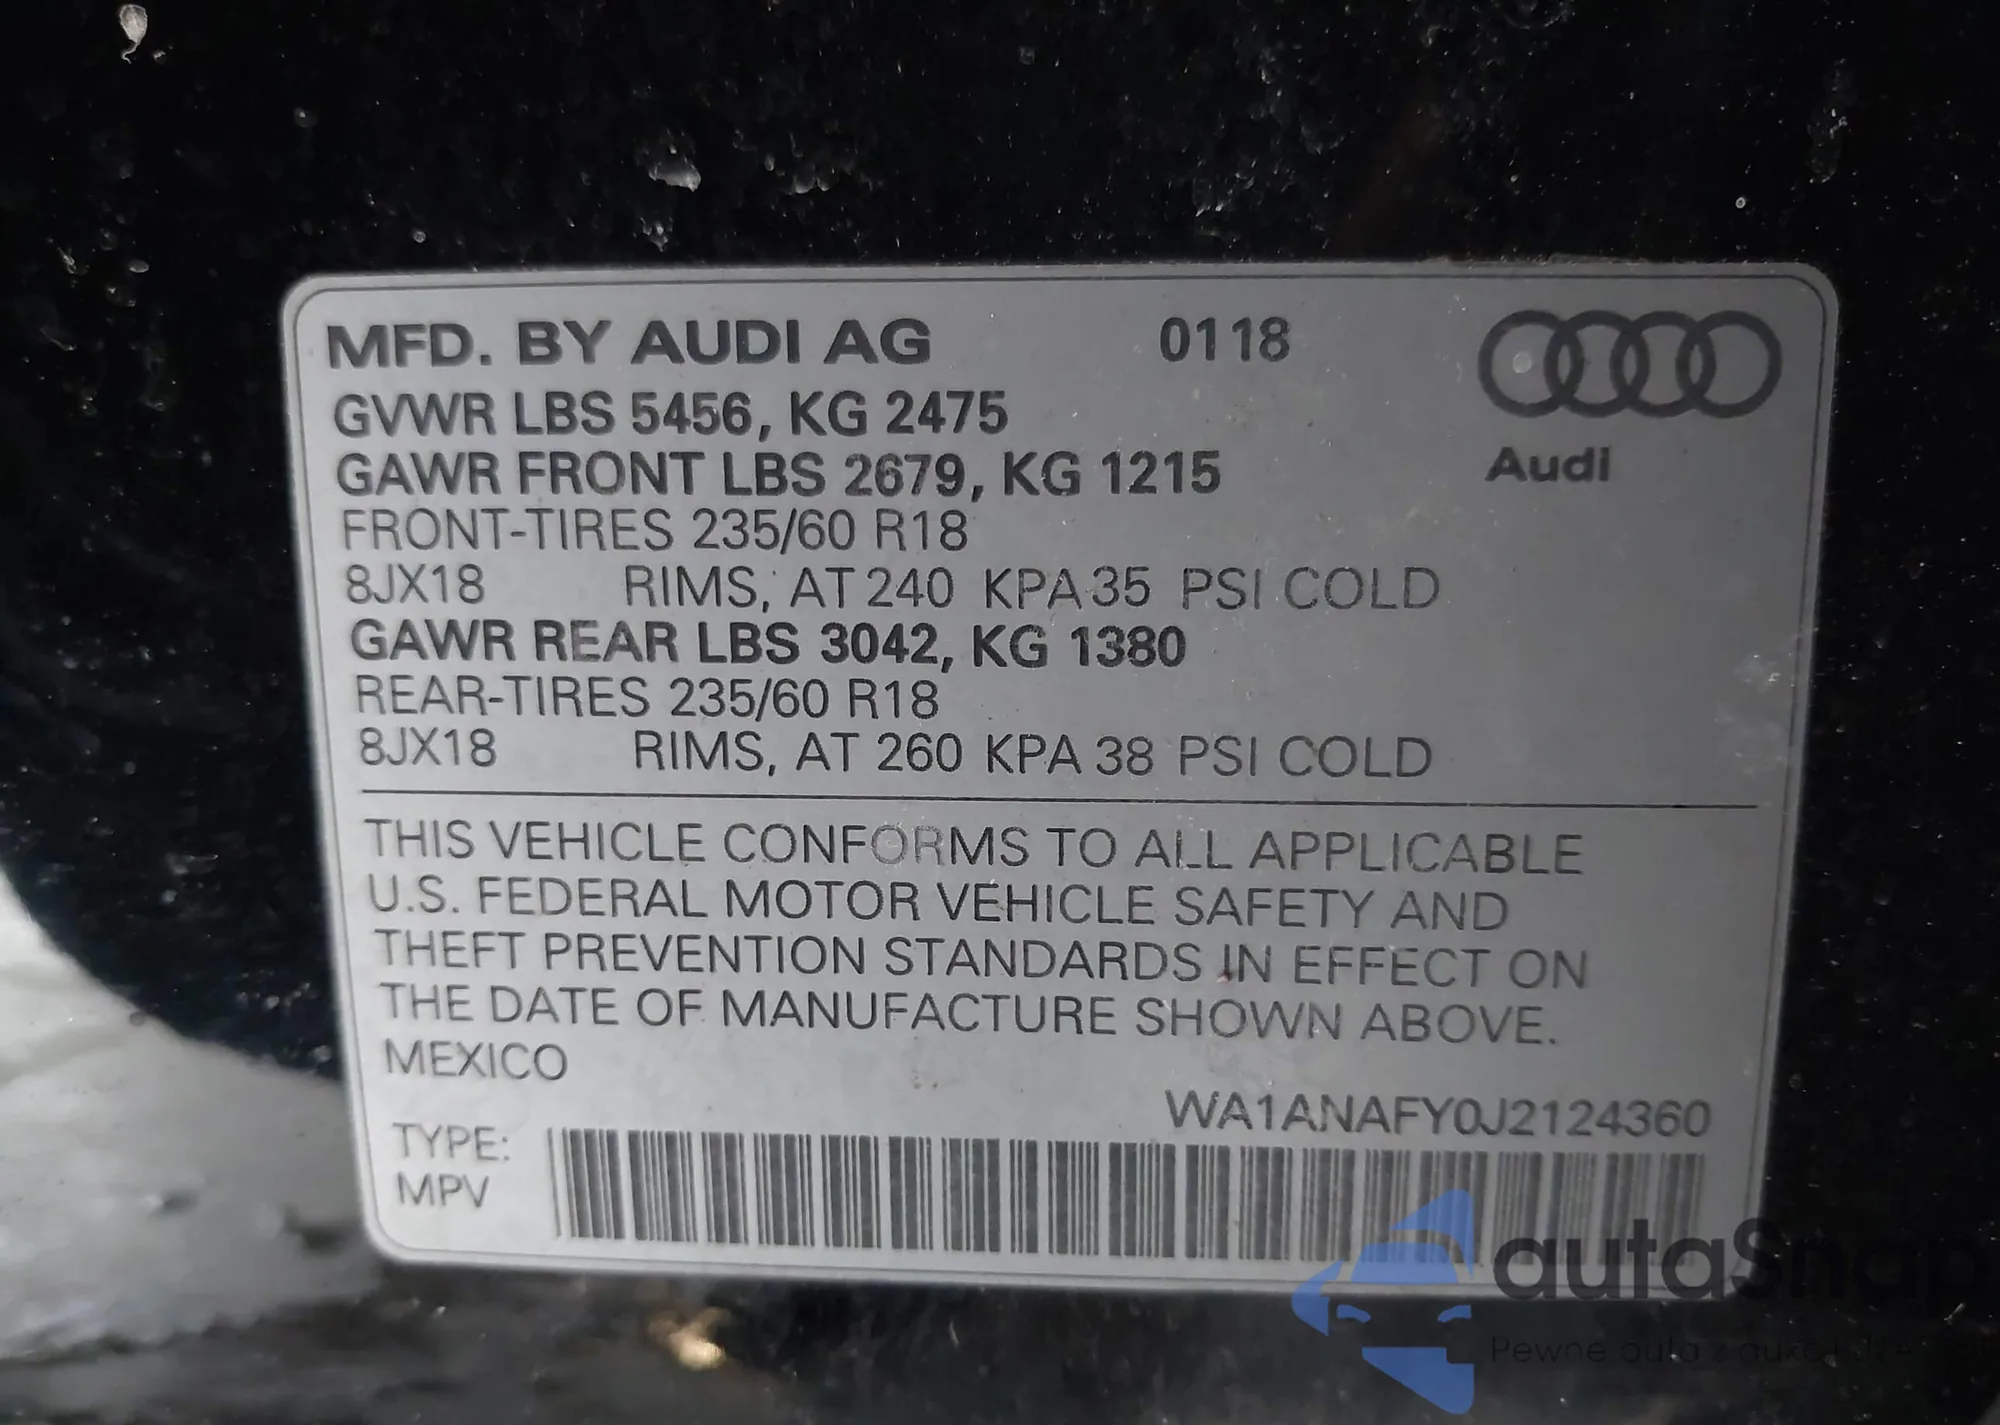 MFD. BY AUDI AG 0118
GVWR LBS 5456, KG 2475
GAWR FRONT LBS 2679, KG 1215
Audi
FRONT-TIRES 235/60 R18
8JX18 RIMS, AT 240 KPA 35 PSI COLD
GAWR REAR LBS 3042, KG 1380
REAR-TIRES 235/60 R18
8JX18 RIMS, AT 260 KPA 38 PSI COLD
THIS VEHICLE CONFORMS TO ALL APPLICABLE
U.S. FEDERAL MOTOR VEHICLE SAFETY AND
THEFT PREVENTION STANDARDS IN EFFECT ON
THE DATE OF MANUFACTURE SHOWN ABOVE.
MEXICO
WA1ANAFY0J2124360
TYPE:
MPV
autaSnap
Pewne auta z